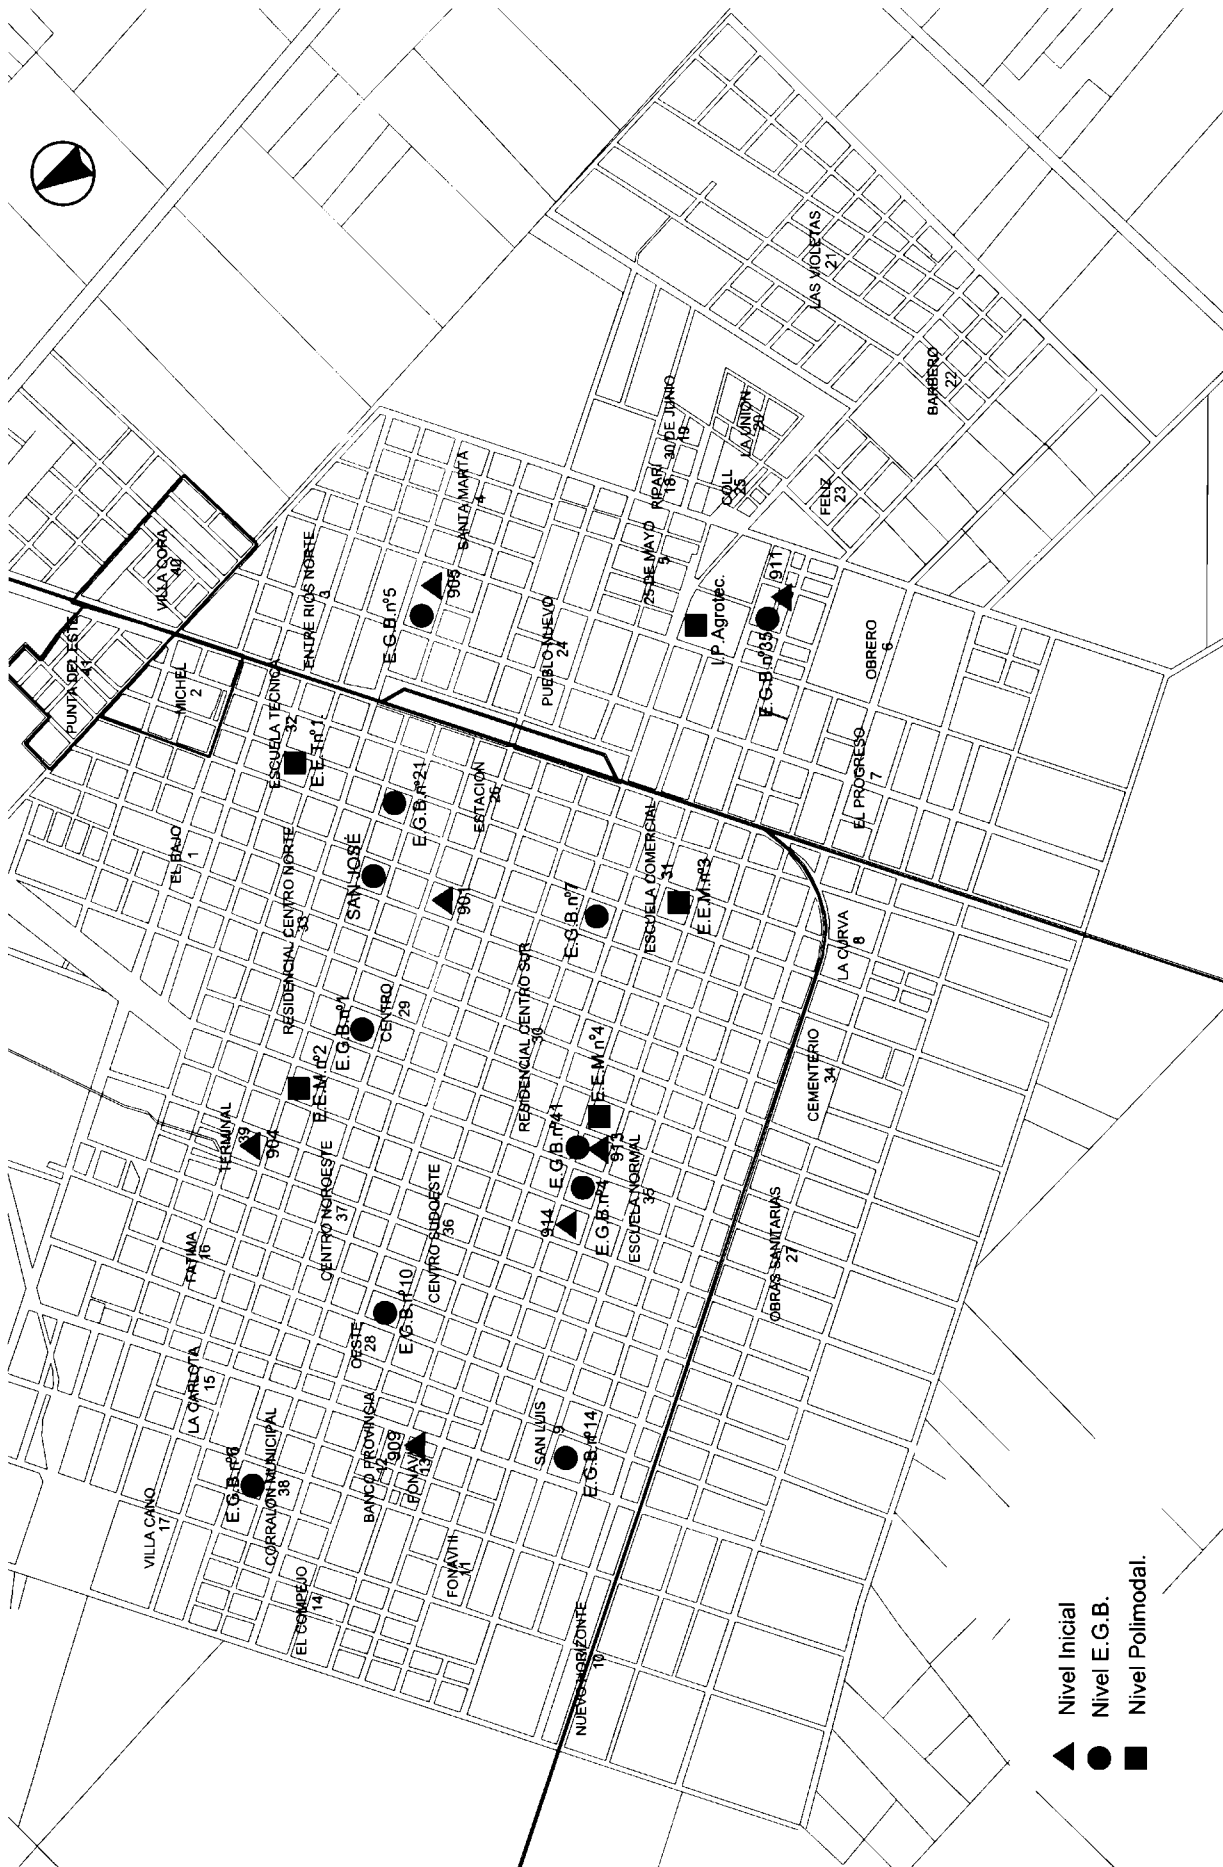 PUNTA DEL ESTE
41
VILLA CORA
40
MICHEL
2
ENTRE RIOS NORTE
3
ESCUELA TECNICA
32
E.E.T.nº1
E.G.B.nº5
905
SANTA MARTA
4
PUEBLO NUEVO
24
25 DE MAYO
5
RIPARI
18
30 DE JUNIO
19
COLL
25
LA UNION
20
LAS VIOLETAS
21
BARBERO
22
FELIZ
23
I.P.Agrotec.
E.G.B.nº35
911
OBRERO
6
EL PROGRESO
7
EL BAJO
1
RESIDENCIAL CENTRO NORTE
33
SAN JOSE
E.G.B.nº21
ESTACION
26
901
E.G.B.nº7
ESCUELA COMERCIAL
31
E.E.M.nº3
LA CURVA
8
E.G.B.nº1
CENTRO
29
E.E.M.nº2
RESIDENCIAL CENTRO SUR
30
E.E.M.nº4
CEMENTERIO
34
TERMINAL
39
904
CENTRO NOROESTE
37
CENTRO SUDOESTE
36
E.G.B.nº41
913
E.G.B.nº4
914
ESCUELA NORMAL
35
OBRAS SANITARIAS
27
FATIMA
16
E.G.B.nº10
OESTE
28
LA CARLOTA
15
E.G.B.nº6
CORRALON MUNICIPAL
38
BANCO PROVINCIA
12
909
FONAVI
13
SAN LUIS
9
E.G.B.nº14
VILLA CANO
17
EL COMPEJO
14
FONAVI II
11
NUEVO HORIZONTE
10
Nivel Inicial
Nivel E.G.B.
Nivel Polimodal.